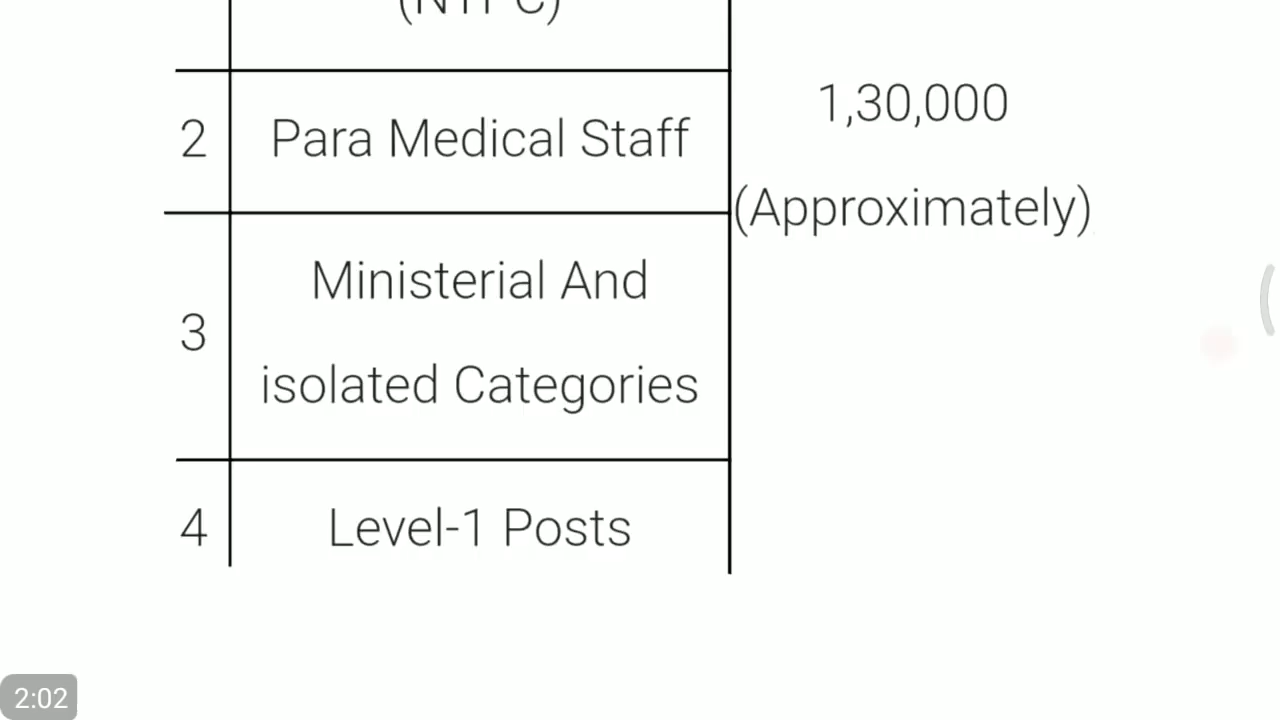 (NTPC)
2 Para Medical Staff
1,30,000
(Approximately)
3 Ministerial And
isolated Categories
4 Level-1 Posts
2:02